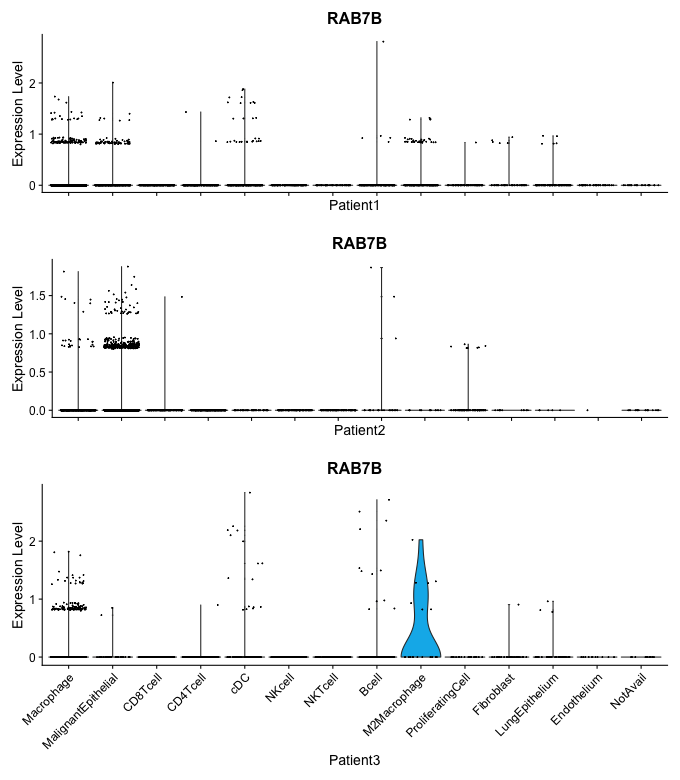 RAB7B
Expression Level
2
1
0
Patient1
RAB7B
Expression Level
1.5
1.0
0.5
0.0
Patient2
RAB7B
Expression Level
2
1
0
Macrophage
MalignantEpithelial
CD8Tcell
CD4Tcell
cDC
NKcell
NKTcell
Bcell
M2Macrophage
ProliferatingCell
Fibroblast
LungEpithelium
Endothelium
NotAvail
Patient3